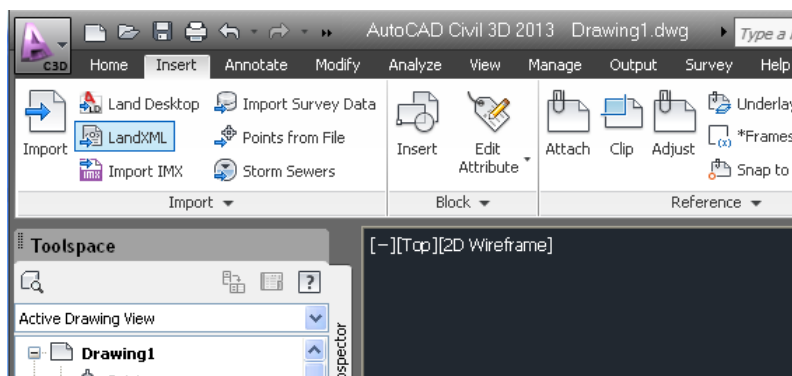 AutoCAD Civil 3D 2013 Drawing1.dwg Type a
C3D Home Insert Annotate Modify Analyze View Manage Output Survey Help
Import
Land Desktop
LandXML
Import IMX
imx
Import Survey Data
Points from File
Storm Sewers
Import
Insert
Edit
Attribute
Block
Attach
Clip
Adjust
Underlay
*Frames
Snap to
Reference
Toolspace
[-][Top][2D Wireframe]
Active Drawing View
Drawing1